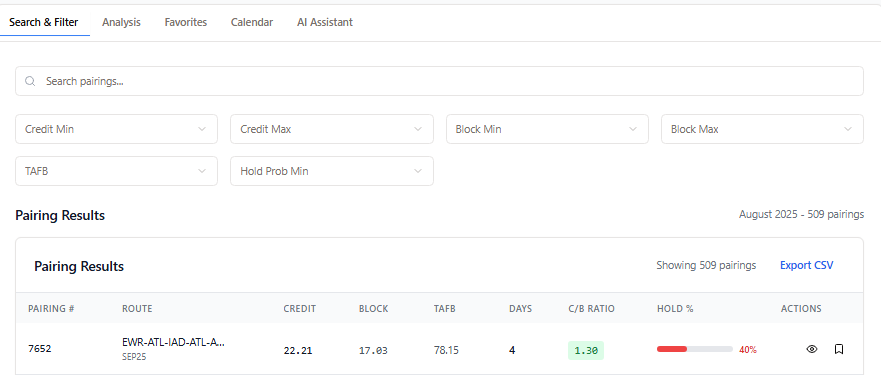 Search & Filter Analysis Favorites Calendar AI Assistant
Search pairings...
Credit Min Credit Max Block Min Block Max
TAFB Hold Prob Min
Pairing Results August 2025 - 509 pairings
Pairing Results Showing 509 pairings Export CSV
PAIRING # ROUTE CREDIT BLOCK TAFB DAYS C/B RATIO HOLD % ACTIONS
7652 EWR-ATL-IAD-ATL-A... 22.21 17.03 78.15 4 1.30 40%
SEP25